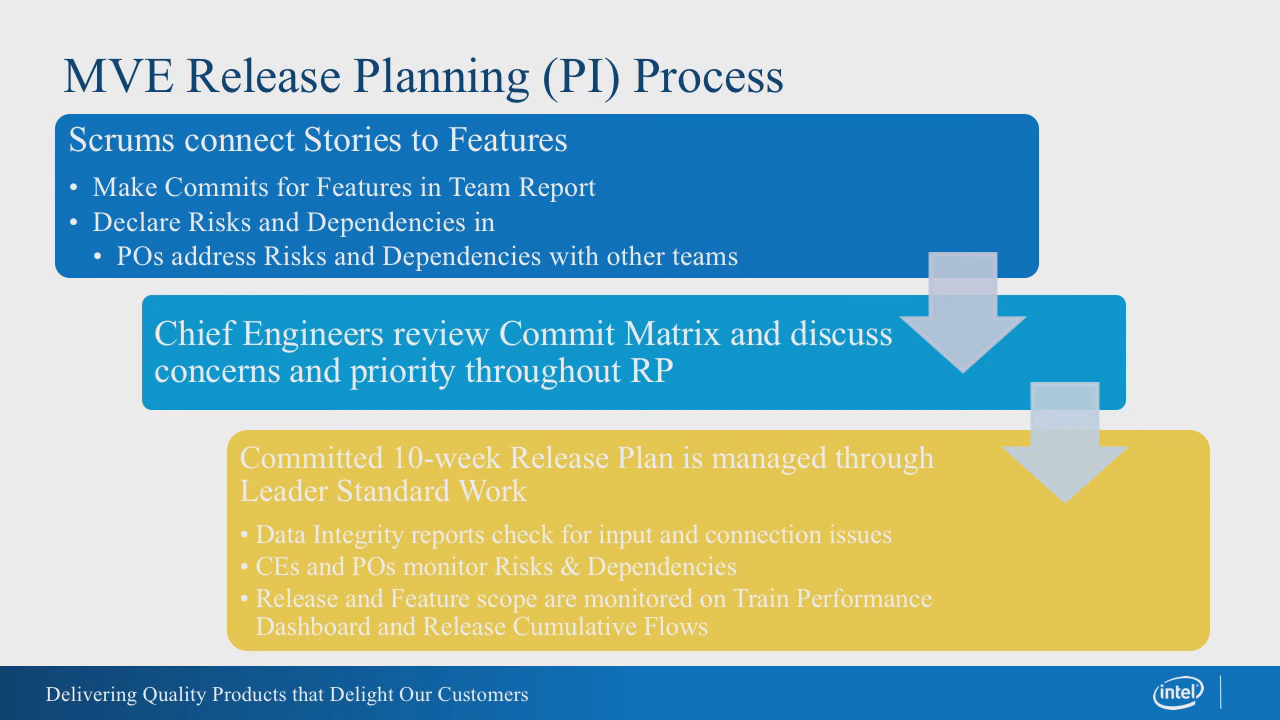 MVE Release Planning (PI) Process
Scrums connect Stories to Features
• Make Commits for Features in Team Report
• Declare Risks and Dependencies in
• POs address Risks and Dependencies with other teams
Chief Engineers review Commit Matrix and discuss
concerns and priority throughout RP
Committed 10-week Release Plan is managed through
Leader Standard Work
• Data Integrity reports check for input and connection issues
• CEs and POs monitor Risks & Dependencies
• Release and Feature scope are monitored on Train Performance
Dashboard and Release Cumulative Flows
Delivering Quality Products that Delight Our Customers
intel